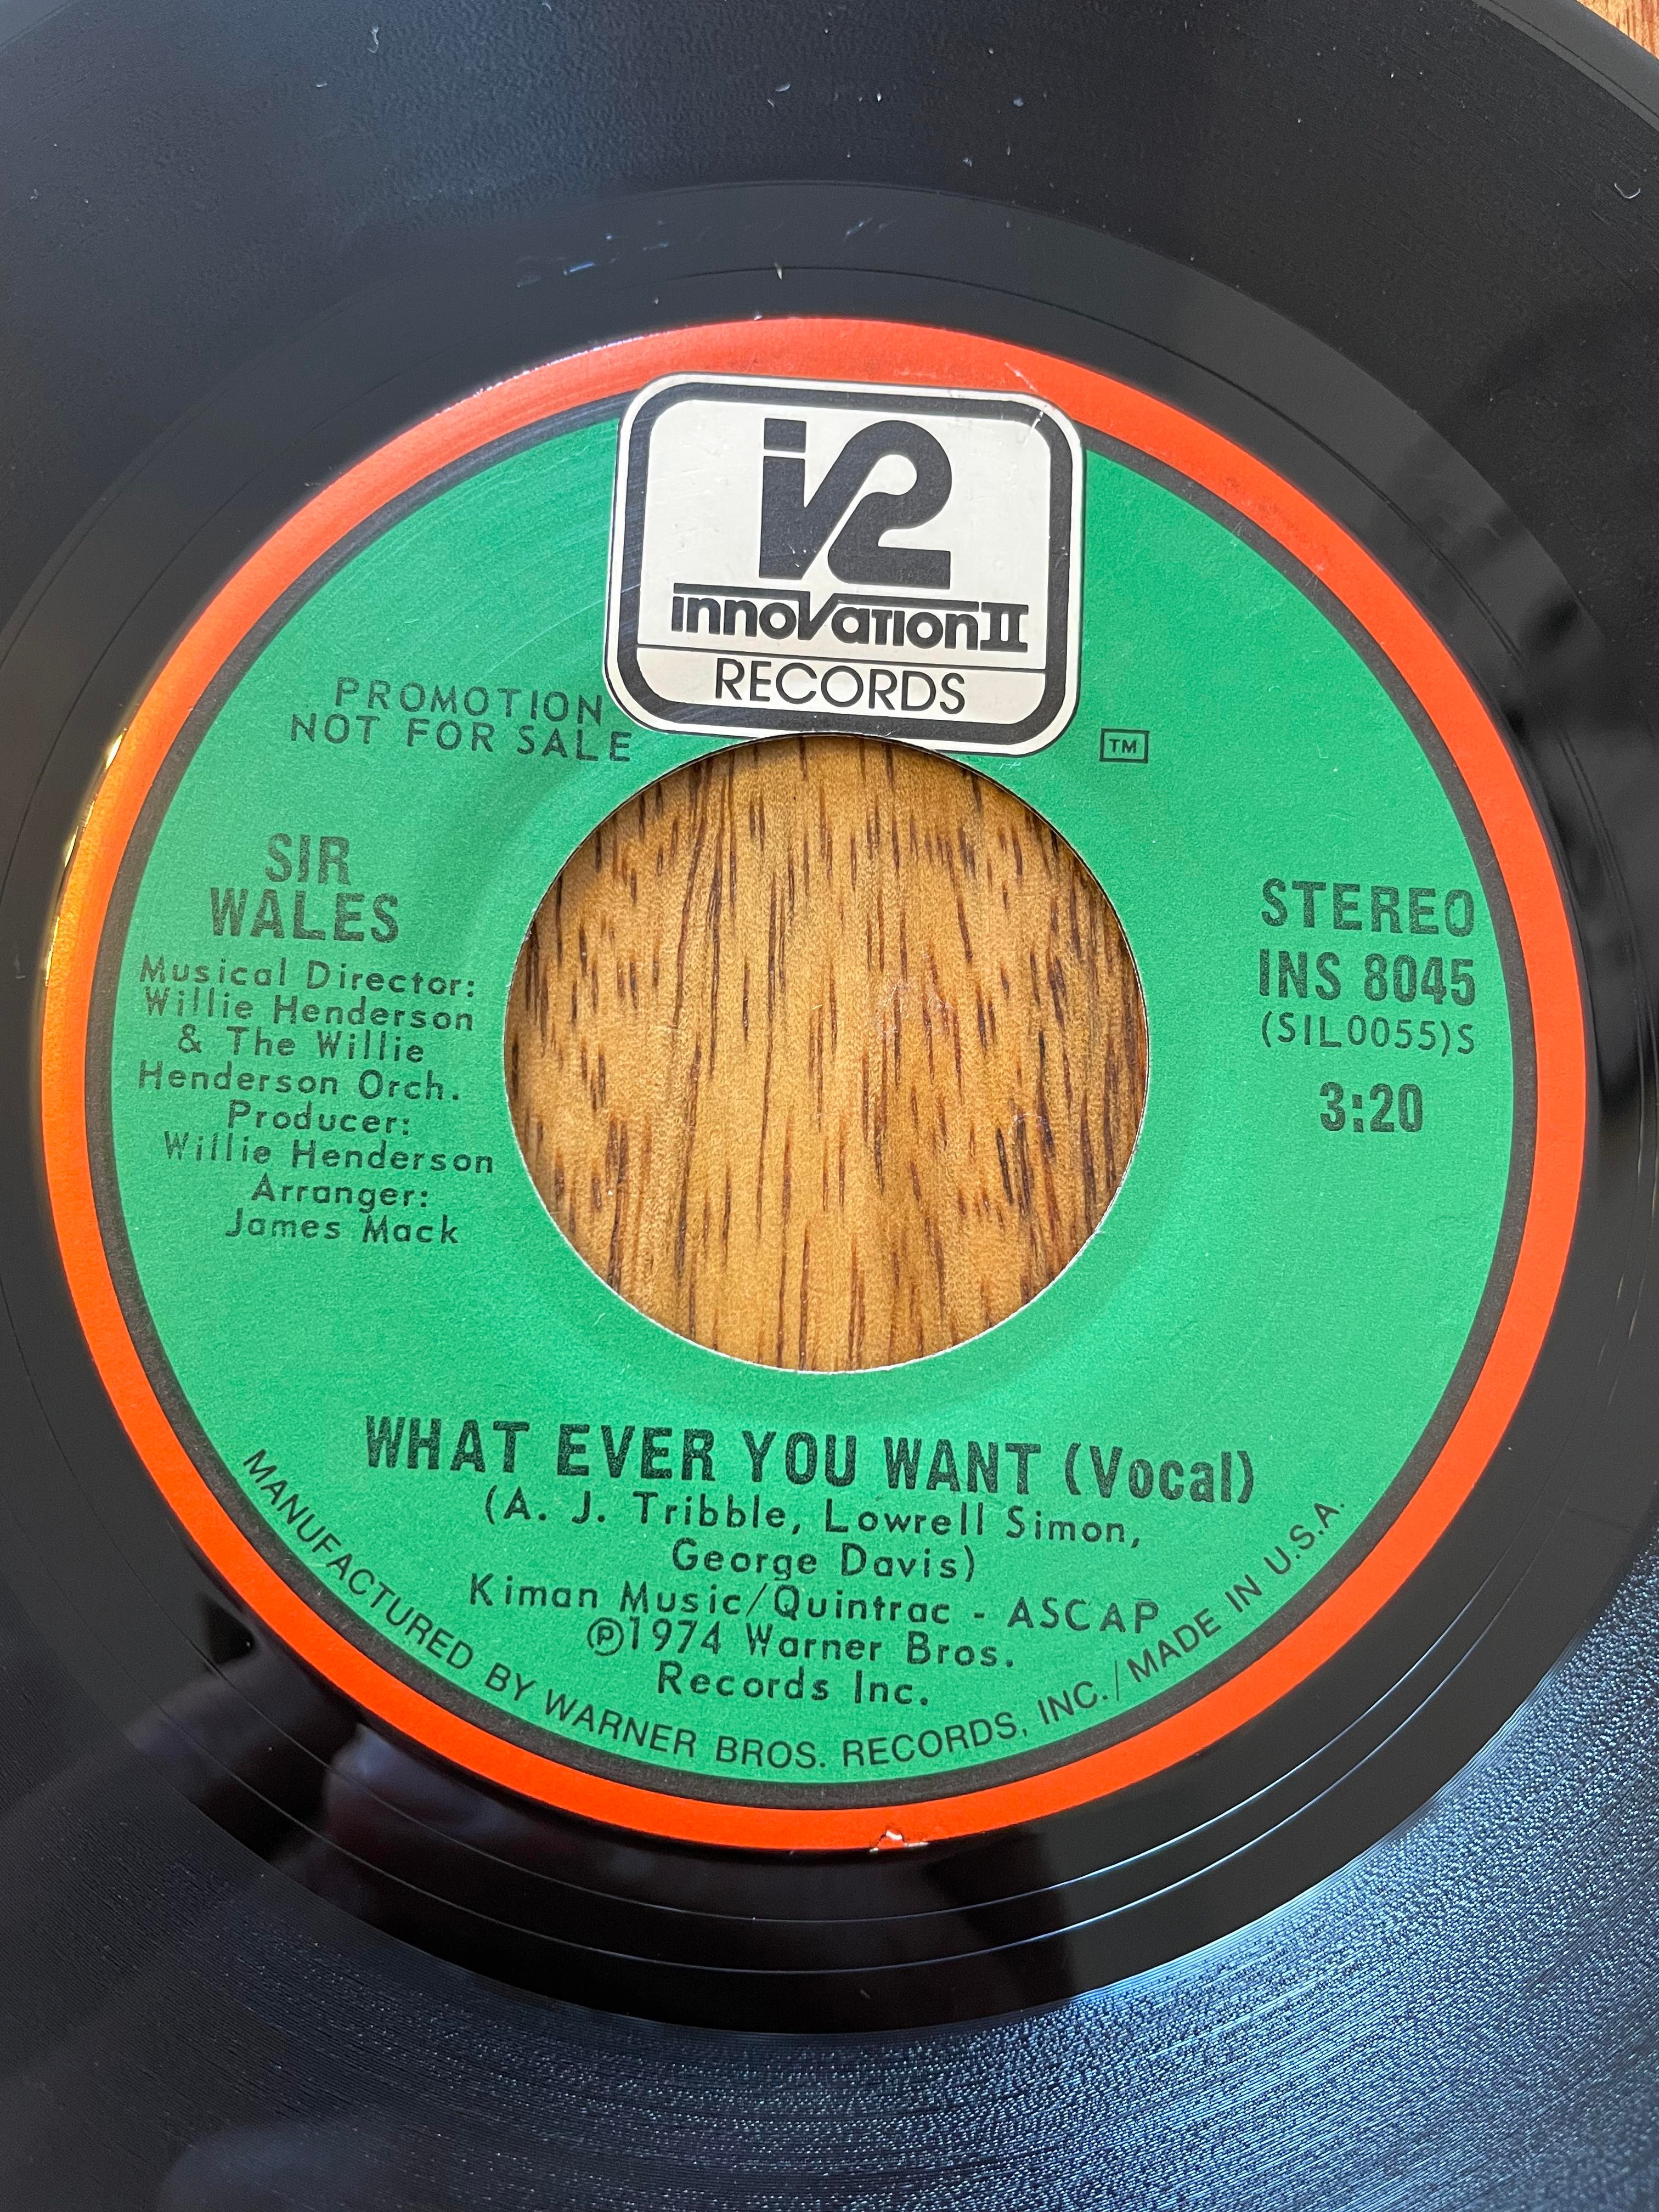 i2
innovation II
RECORDS
PROMOTION
NOT FOR SALE
TM
SIR
WALES
Musical Director:
Willie Henderson
& The Willie
Henderson Orch.
Producer:
Willie Henderson
Arranger:
James Mack
STEREO
INS 8045
(SIL0055)S
3:20
WHAT EVER YOU WANT (Vocal)
(A. J. Tribble, Lowrell Simon,
George Davis)
Kiman Music/Quintrac - ASCAP
℗1974 Warner Bros.
Records Inc.
MANUFACTURED BY WARNER BROS. RECORDS, INC./MADE IN U.S.A.